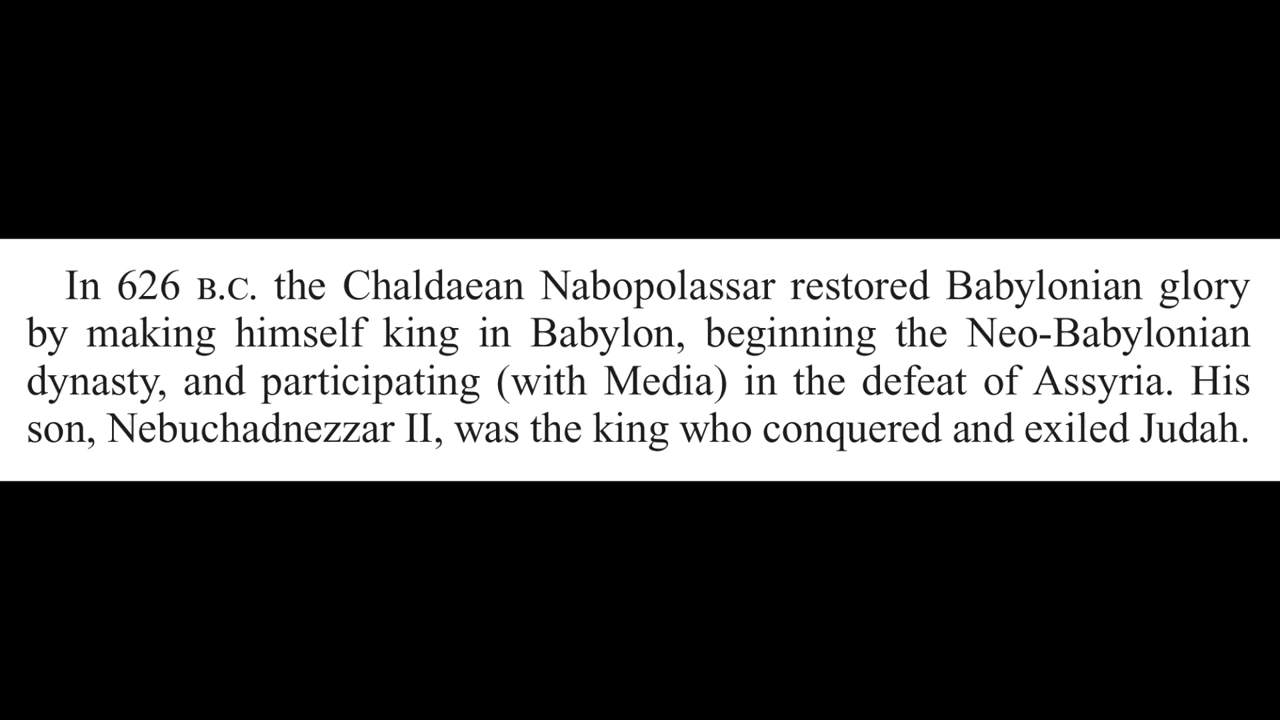 In 626 B.C. the Chaldaean Nabopolassar restored Babylonian glory
by making himself king in Babylon, beginning the Neo-Babylonian
dynasty, and participating (with Media) in the defeat of Assyria. His
son, Nebuchadnezzar II, was the king who conquered and exiled Judah.